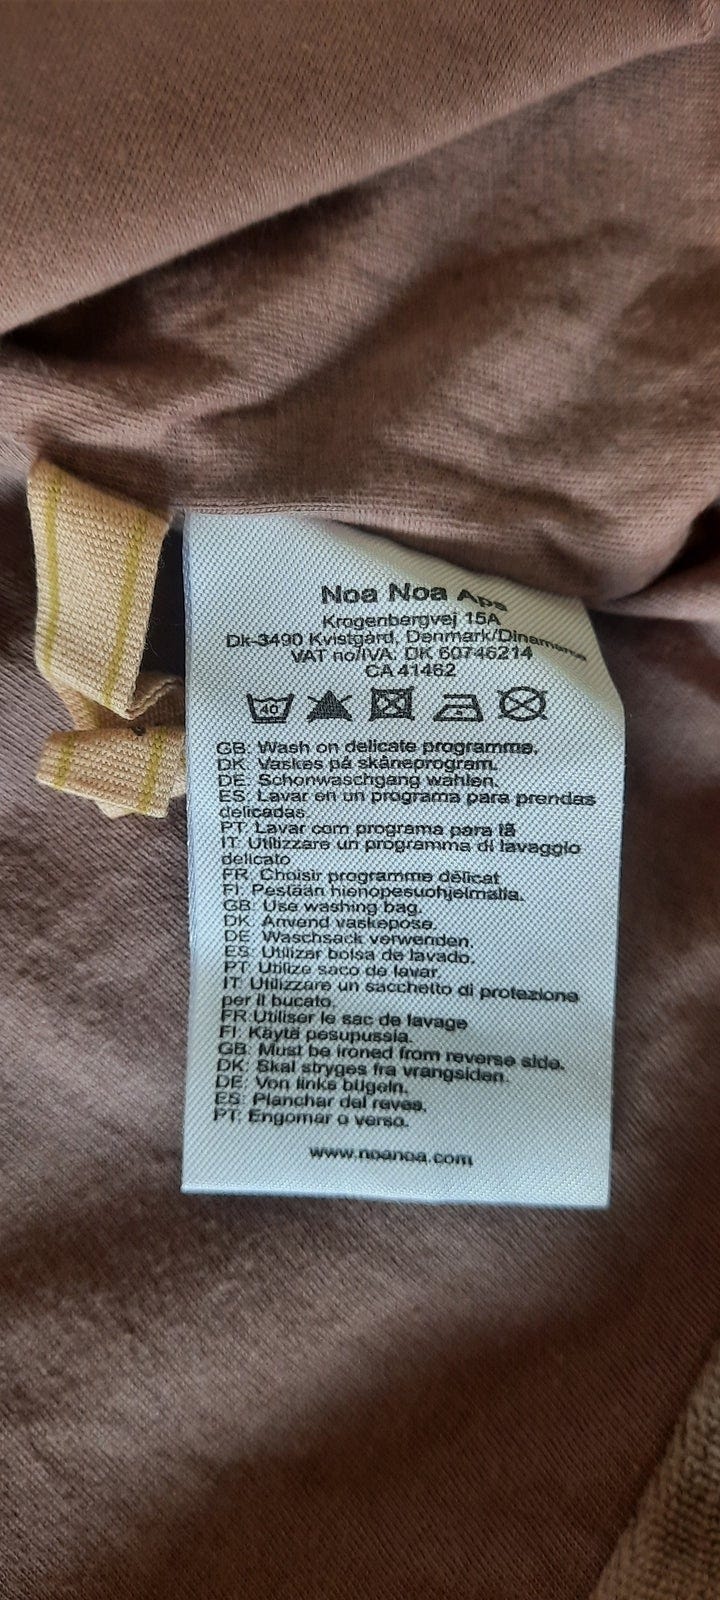 Noa Noa Aps
Krogenbergvej 15A
Dk-3490 Kvistgard, Denmark/Dinamarca
VAT no/IVA: DK 60746214
CA 41462
40
GB: Wash on delicate programme.
DK: Vaskes på skåneprogram.
DE: Schonwaschgang wahlen.
ES: Lavar en un programa para prendas
delicadas.
PT: Lavar com programa para lã
IT: Utilizzare un programma di lavaggio
delicato
FR: Choisir programme délicat
FI: Pestään hienopesuohjelmalla.
GB: Use washing bag.
DK: Anvend vaskepose.
DE: Waschsack verwenden.
ES: Utilizar bolsa de lavado.
PT: Utilize saco de lavar.
IT: Utilizzare un sacchetto di protezione
per il bucato.
FR:Utiliser le sac de lavage
FI: Käytä pesupussia.
GB: Must be ironed from reverse side.
DK: Skal stryges fra vrangsiden.
DE: Von links bügeln.
ES: Planchar del reves.
PT: Engomar o verso.
www.noanoa.com